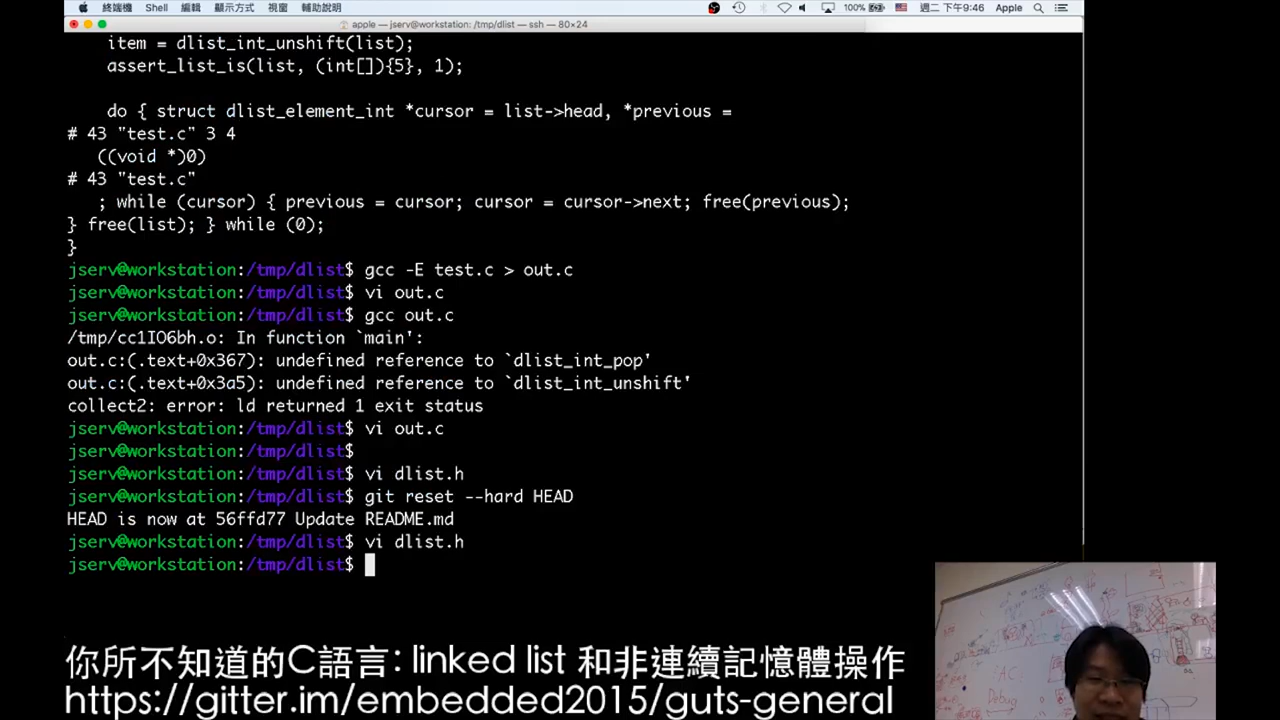 終端機 Shell 編輯 顯示方式 視窗 輔助說明 100% 週二下午9:46 Apple
apple — jserv@workstation: /tmp/dlist — ssh — 80×24
item = dlist_int_unshift(list);
assert_list_is(list, (int[]){5}, 1);
do { struct dlist_element_int *cursor = list->head, *previous =
# 43 "test.c" 3 4
((void *)0)
# 43 "test.c"
; while (cursor) { previous = cursor; cursor = cursor->next; free(previous);
} free(list); } while (0);
}
jserv@workstation:/tmp/dlist$ gcc -E test.c > out.c
jserv@workstation:/tmp/dlist$ vi out.c
jserv@workstation:/tmp/dlist$ gcc out.c
/tmp/cc1IO6bh.o: In function `main':
out.c:(.text+0x367): undefined reference to `dlist_int_pop'
out.c:(.text+0x3a5): undefined reference to `dlist_int_unshift'
collect2: error: ld returned 1 exit status
jserv@workstation:/tmp/dlist$ vi out.c
jserv@workstation:/tmp/dlist$
jserv@workstation:/tmp/dlist$ vi dlist.h
jserv@workstation:/tmp/dlist$ git reset --hard HEAD
HEAD is now at 56ffd77 Update README.md
jserv@workstation:/tmp/dlist$ vi dlist.h
jserv@workstation:/tmp/dlist$
AC
Debug
你所不知道的C語言: linked list 和非連續記憶體操作
https://gitter.im/embedded2015/guts-general